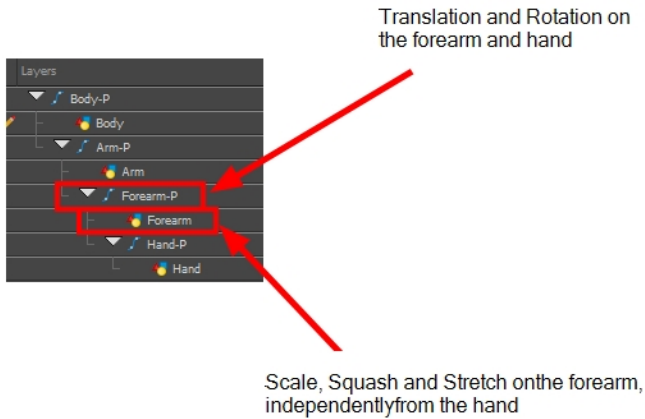 Translation and Rotation on
the forearm and hand
Layers
Body-P
Body
Arm-P
Arm
Forearm-P
Forearm
Hand-P
Hand
Scale, Squash and Stretch onthe forearm,
independentlyfrom the hand